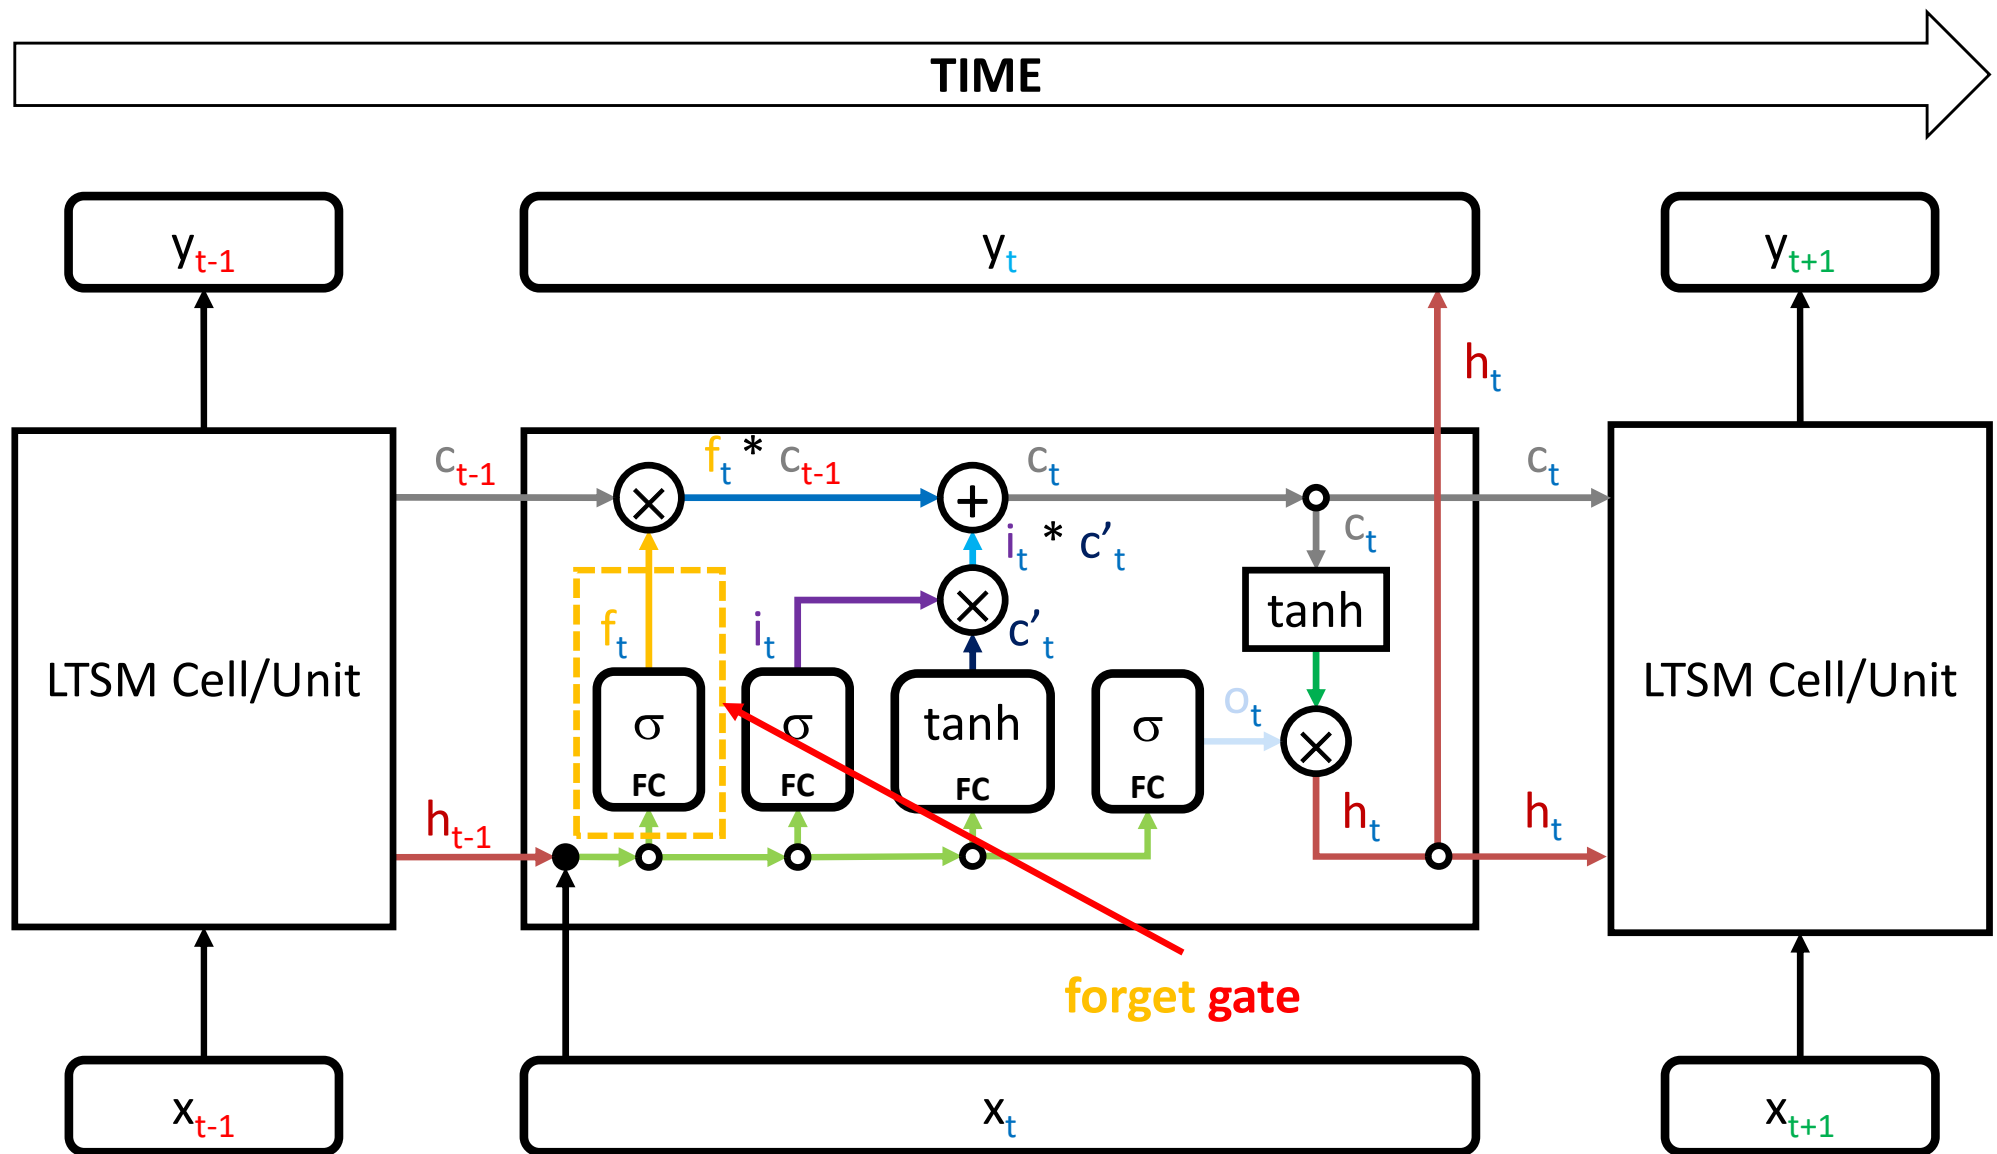 TIME
yt-1
yt
yt+1
ht
ct-1
ft * ct-1
ct
ct
ct
it * c’t
ft
it
c’t
tanh
LTSM Cell/Unit
σ
FC
σ
FC
tanh
FC
σ
FC
ot
LTSM Cell/Unit
ht-1
ht
ht
forget gate
xt-1
xt
xt+1